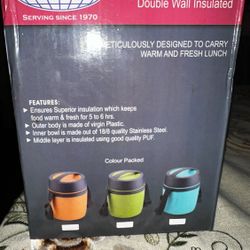 Double Wall Insulated
SERVING SINCE 1970
METICULOUSLY DESIGNED TO CARRY
WARM AND FRESH LUNCH
FEATURES:
► Ensures Superior insulation which keeps
food warm & fresh for 5 to 6 hrs.
► Outer body is made of virgin Plastic.
► Inner bowl is made out of 18/8 quality Stainless Steel.
► Middle layer is insulated using good quality PUF.
Colour Packed